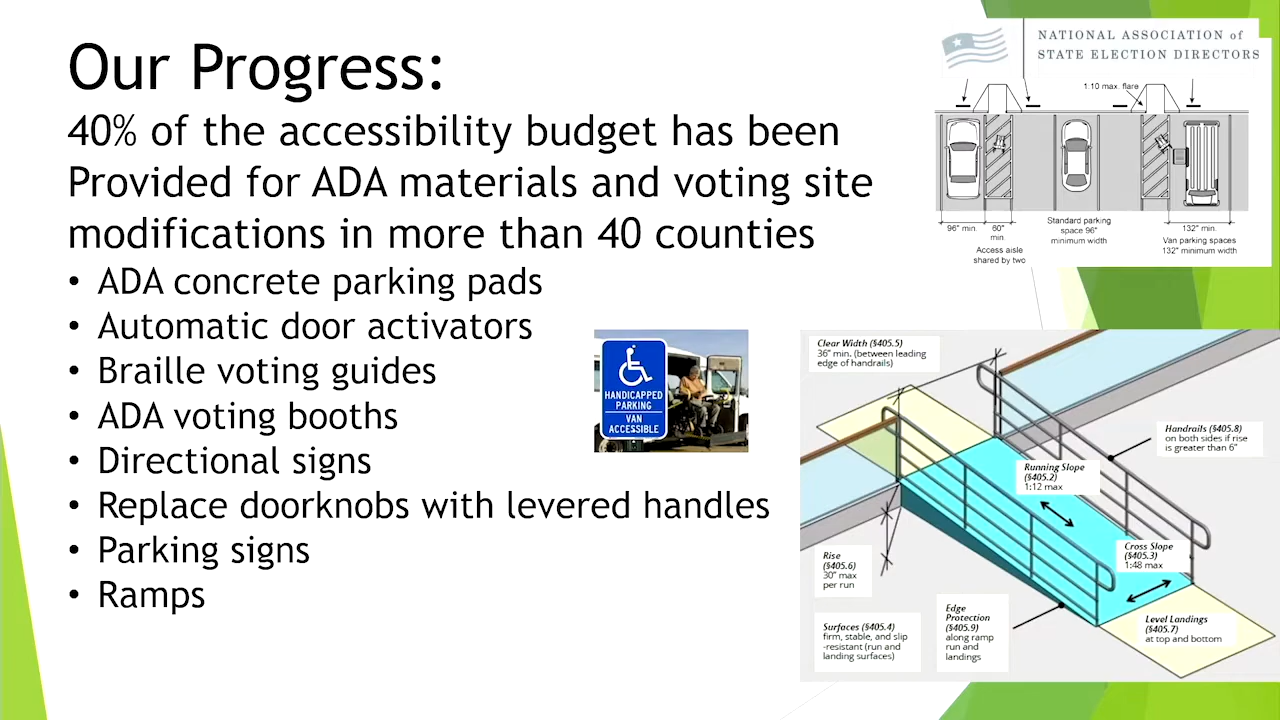 Our Progress:
40% of the accessibility budget has been
Provided for ADA materials and voting site
modifications in more than 40 counties
• ADA concrete parking pads
• Automatic door activators
• Braille voting guides
• ADA voting booths
• Directional signs
• Replace doorknobs with levered handles
• Parking signs
• Ramps
HANDICAPPED
PARKING
VAN
ACCESSIBLE
NATIONAL ASSOCIATION of
STATE ELECTION DIRECTORS
1:10 max. flare
96" min.
60"
min.
Access aisle
shared by two
Standard parking
space 96"
minimum width
132" min.
Van parking spaces
132" minimum width
Clear Width (§405.5)
36" min. (between leading
edge of handrails)
Handrails (§405.8)
on both sides if rise
is greater than 6"
Running Slope
(§405.2)
1:12 max
Cross Slope
(§405.3)
1:48 max
Rise
(§405.6)
30" max
per run
Surfaces (§405.4)
firm, stable, and slip
-resistant (run and
landing surfaces)
Edge
Protection
(§405.9)
along ramp
run and
landings
Level Landings
(§405.7)
at top and bottom